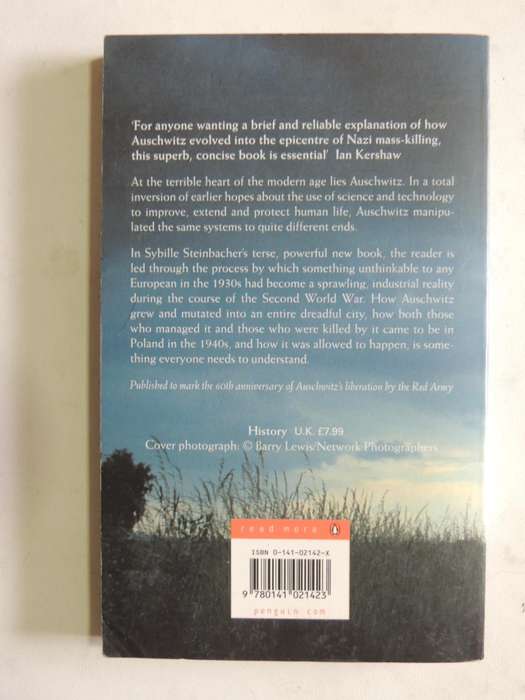 'For anyone wanting a brief and reliable explanation of how
Auschwitz evolved into the epicentre of Nazi mass-killing,
this superb, concise book is essential' Ian Kershaw
At the terrible heart of the modern age lies Auschwitz. In a total
inversion of earlier hopes about the use of science and technology
to improve, extend and protect human life, Auschwitz manipu-
lated the same systems to quite different ends.
In Sybille Steinbacher's terse, powerful new book, the reader is
led through the process by which something unthinkable to any
European in the 1930s had become a sprawling, industrial reality
during the course of the Second World War. How Auschwitz
grew and mutated into an entire dreadful city, how both those
who managed it and those who were killed by it came to be in
Poland in the 1940s, and how it was allowed to happen, is some-
thing everyone needs to understand.
Published to mark the 60th anniversary of Auschwitz's liberation by the Red Army
History U.K. £7.99
Cover photograph: © Barry Lewis/Network Photographers
read more
ISBN 0-141-02142-X
9 780141 021423
penguin.com